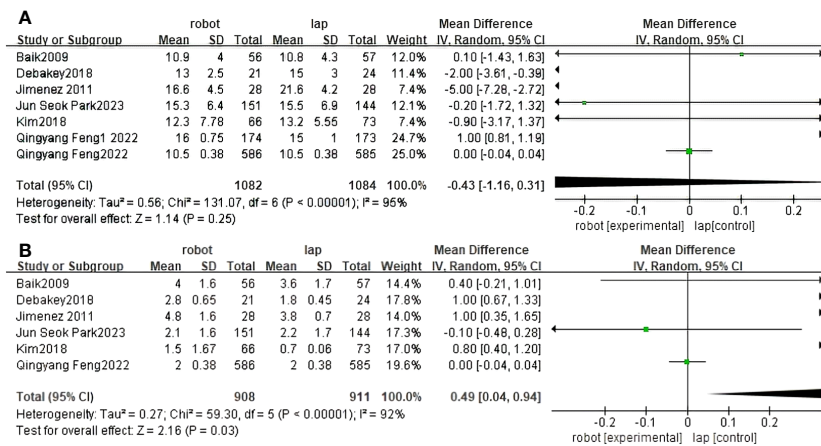 A
robot lap Mean Difference Mean Difference
Study or Subgroup Mean SD Total Mean SD Total Weight IV, Random, 95% CI IV, Random, 95% CI
Baik2009 10.9 4 56 10.8 4.3 57 12.0% 0.10 [-1.43, 1.63]
Debakey2018 13 2.5 21 15 3 24 11.4% -2.00 [-3.61, -0.39]
Jimenez 2011 16.6 4.5 28 21.6 4.2 28 7.4% -5.00 [-7.28, -2.72]
Jun Seok Park2023 15.3 6.4 151 15.5 6.9 144 12.1% -0.20 [-1.72, 1.32]
Kim2018 12.3 7.78 66 13.2 5.55 73 7.4% -0.90 [-3.17, 1.37]
Qingyang Feng1 2022 16 0.75 174 15 1 173 24.7% 1.00 [0.81, 1.19]
Qingyang Feng2022 10.5 0.38 586 10.5 0.38 585 25.0% 0.00 [-0.04, 0.04]
Total (95% CI) 1082 1084 100.0% -0.43 [-1.16, 0.31]
Heterogeneity: Tau² = 0.56; Chi² = 131.07, df = 6 (P < 0.00001); I² = 95%
Test for overall effect: Z = 1.14 (P = 0.25)
-0.2 -0.1 0 0.1 0.2
robot [experimental] lap[control]
B
robot lap Mean Difference Mean Difference
Study or Subgroup Mean SD Total Mean SD Total Weight IV, Random, 95% CI IV, Random, 95% CI
Baik2009 4 1.6 56 3.6 1.7 57 14.4% 0.40 [-0.21, 1.01]
Debakey2018 2.8 0.65 21 1.8 0.45 24 17.8% 1.00 [0.67, 1.33]
Jimenez 2011 4.8 1.6 28 3.8 0.7 28 14.0% 1.00 [0.35, 1.65]
Jun Seok Park2023 2.1 1.6 151 2.2 1.7 144 17.3% -0.10 [-0.48, 0.28]
Kim2018 1.5 1.67 66 0.7 0.06 73 17.0% 0.80 [0.40, 1.20]
Qingyang Feng2022 2 0.38 586 2 0.38 585 19.6% 0.00 [-0.04, 0.04]
Total (95% CI) 908 911 100.0% 0.49 [0.04, 0.94]
Heterogeneity: Tau² = 0.27; Chi² = 59.30, df = 5 (P < 0.00001); I² = 92%
Test for overall effect: Z = 2.16 (P = 0.03)
-0.2 -0.1 0 0.1 0.2
robot [experimental] lap [control]